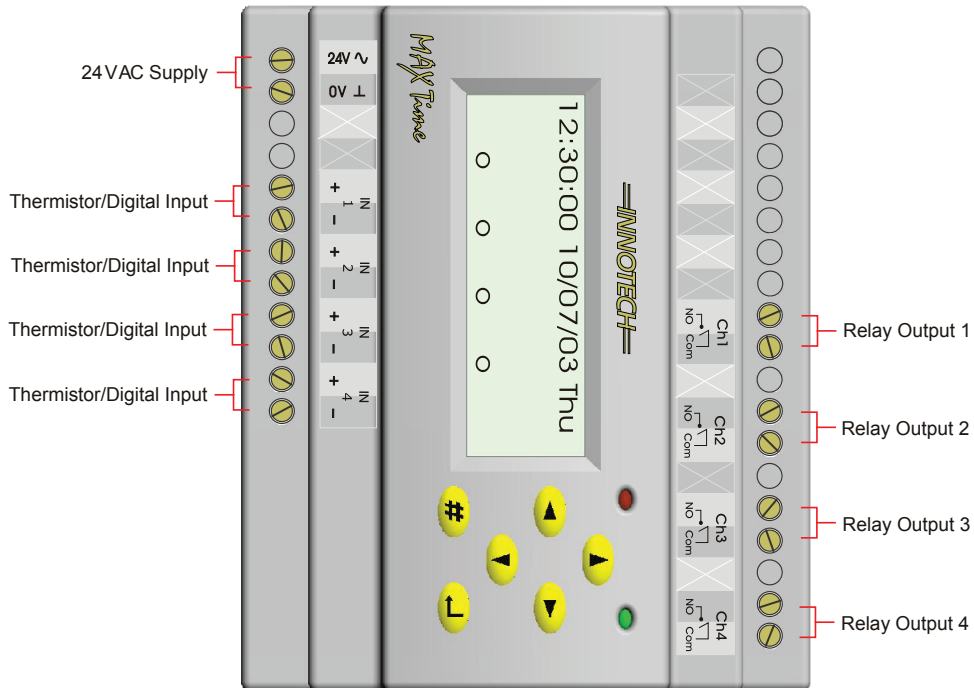 24 VAC Supply
Thermistor/Digital Input
Thermistor/Digital Input
Thermistor/Digital Input
Thermistor/Digital Input
24V ∿
0V ⊥
+
IN
1
−
+
IN
2
−
+
IN
3
−
+
IN
4
−
MAX Time
12:30:00 10/07/03 Thu
INNOTECH
#
Ch1
NO
Com
Ch2
NO
Com
Ch3
NO
Com
Ch4
NO
Com
Relay Output 1
Relay Output 2
Relay Output 3
Relay Output 4